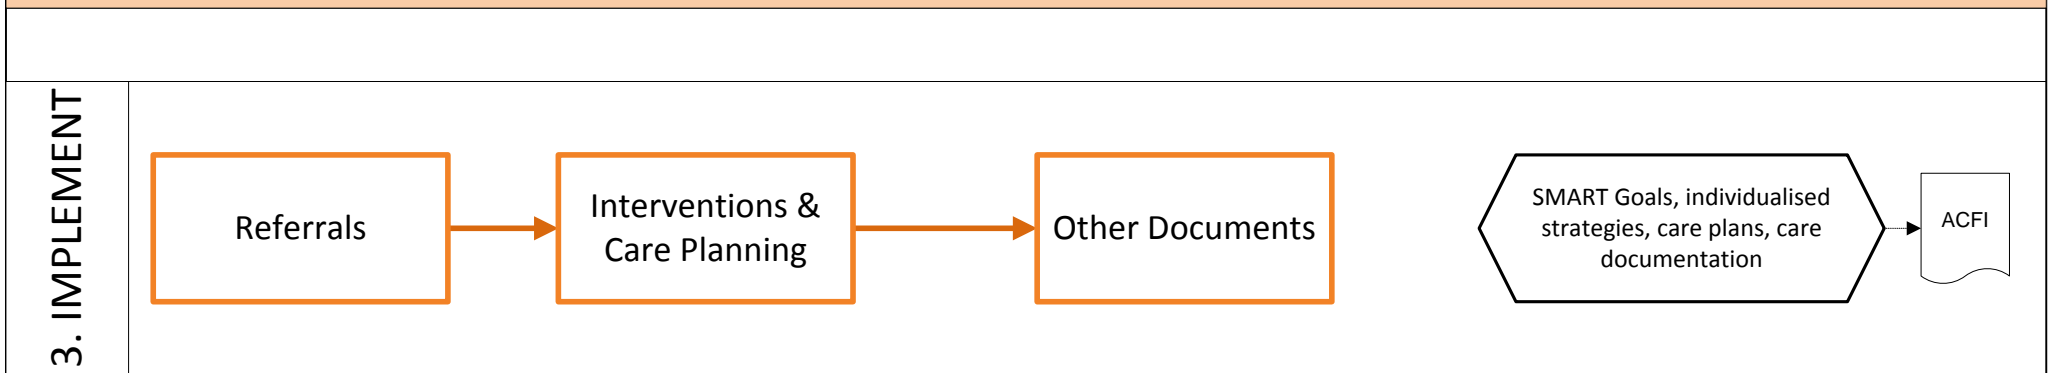 3. IMPLEMENT
Referrals
Interventions &
Care Planning
Other Documents
SMART Goals, individualised
strategies, care plans, care
documentation
ACFI